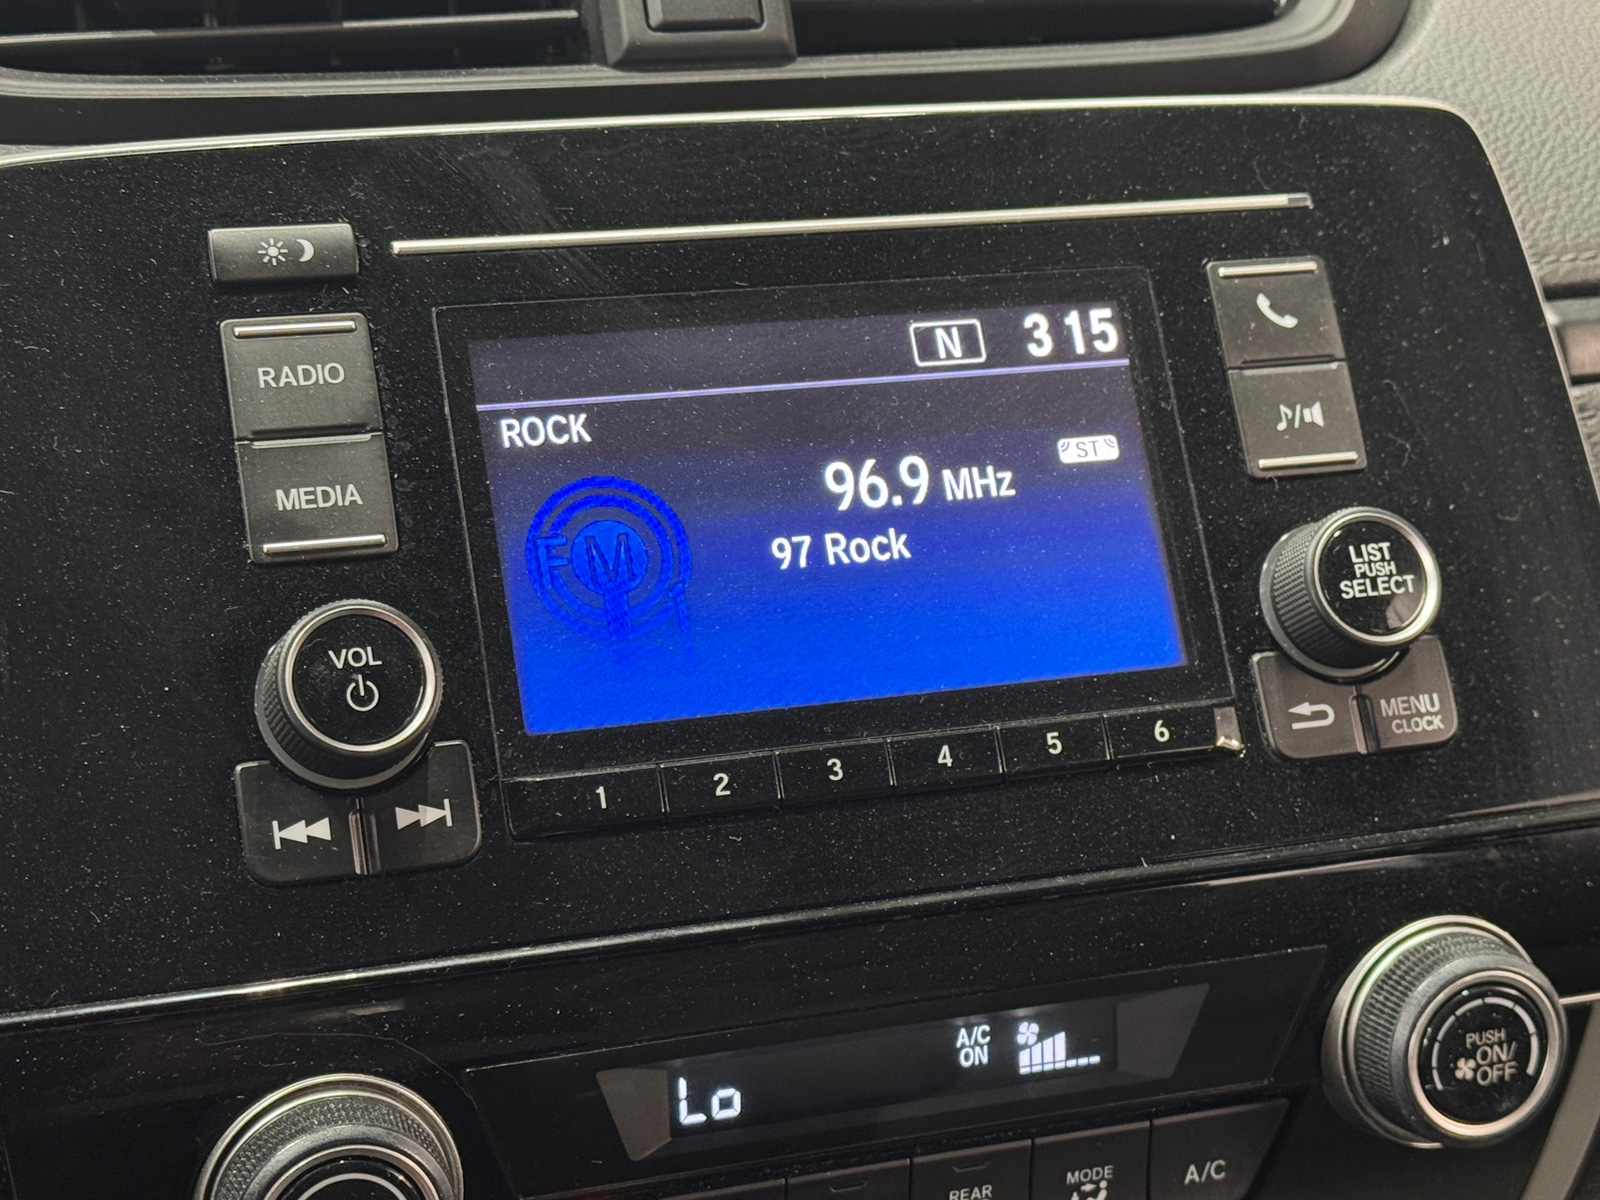 N 3 15
RADIO
ROCK
ST
96.9 MHz
MEDIA
97 Rock
FM
1
LIST
PUSH
SELECT
VOL
MENU
CLOCK
1 2 3 4 5 6
A/C
ON
Lo
PUSH
ON/
OFF
REAR
MODE
A/C